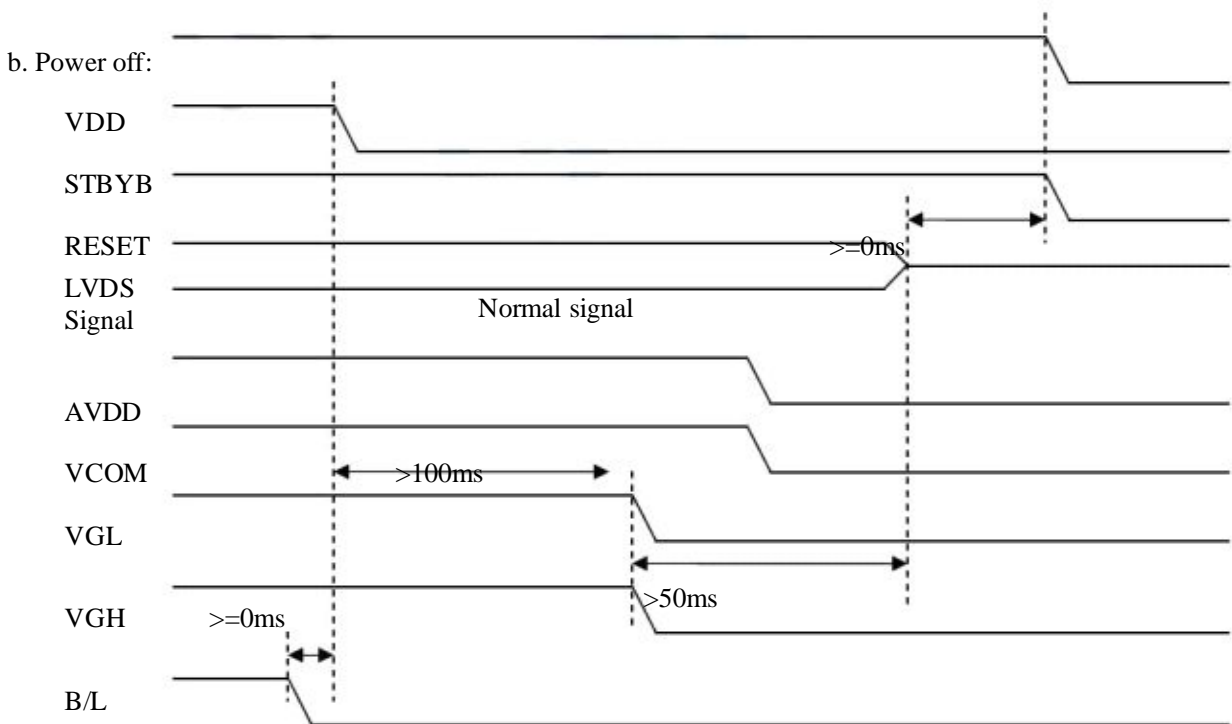 b. Power off:
VDD
STBYB
RESET
>=0ms
LVDS
Signal
Normal signal
AVDD
VCOM
>100ms
VGL
>50ms
VGH
>=0ms
B/L